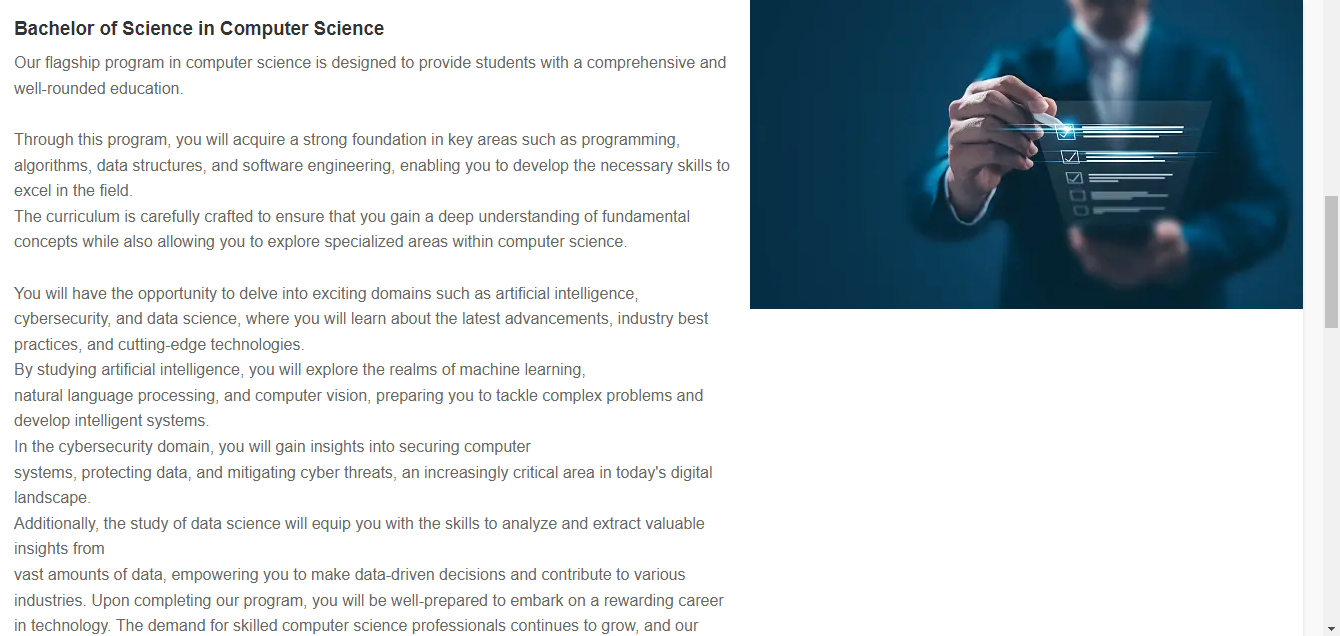 Bachelor of Science in Computer Science
Our flagship program in computer science is designed to provide students with a comprehensive and
well-rounded education.
Through this program, you will acquire a strong foundation in key areas such as programming,
algorithms, data structures, and software engineering, enabling you to develop the necessary skills to
excel in the field.
The curriculum is carefully crafted to ensure that you gain a deep understanding of fundamental
concepts while also allowing you to explore specialized areas within computer science.
You will have the opportunity to delve into exciting domains such as artificial intelligence,
cybersecurity, and data science, where you will learn about the latest advancements, industry best
practices, and cutting-edge technologies.
By studying artificial intelligence, you will explore the realms of machine learning,
natural language processing, and computer vision, preparing you to tackle complex problems and
develop intelligent systems.
In the cybersecurity domain, you will gain insights into securing computer
systems, protecting data, and mitigating cyber threats, an increasingly critical area in today's digital
landscape.
Additionally, the study of data science will equip you with the skills to analyze and extract valuable
insights from
vast amounts of data, empowering you to make data-driven decisions and contribute to various
industries. Upon completing our program, you will be well-prepared to embark on a rewarding career
in technology. The demand for skilled computer science professionals continues to grow, and our